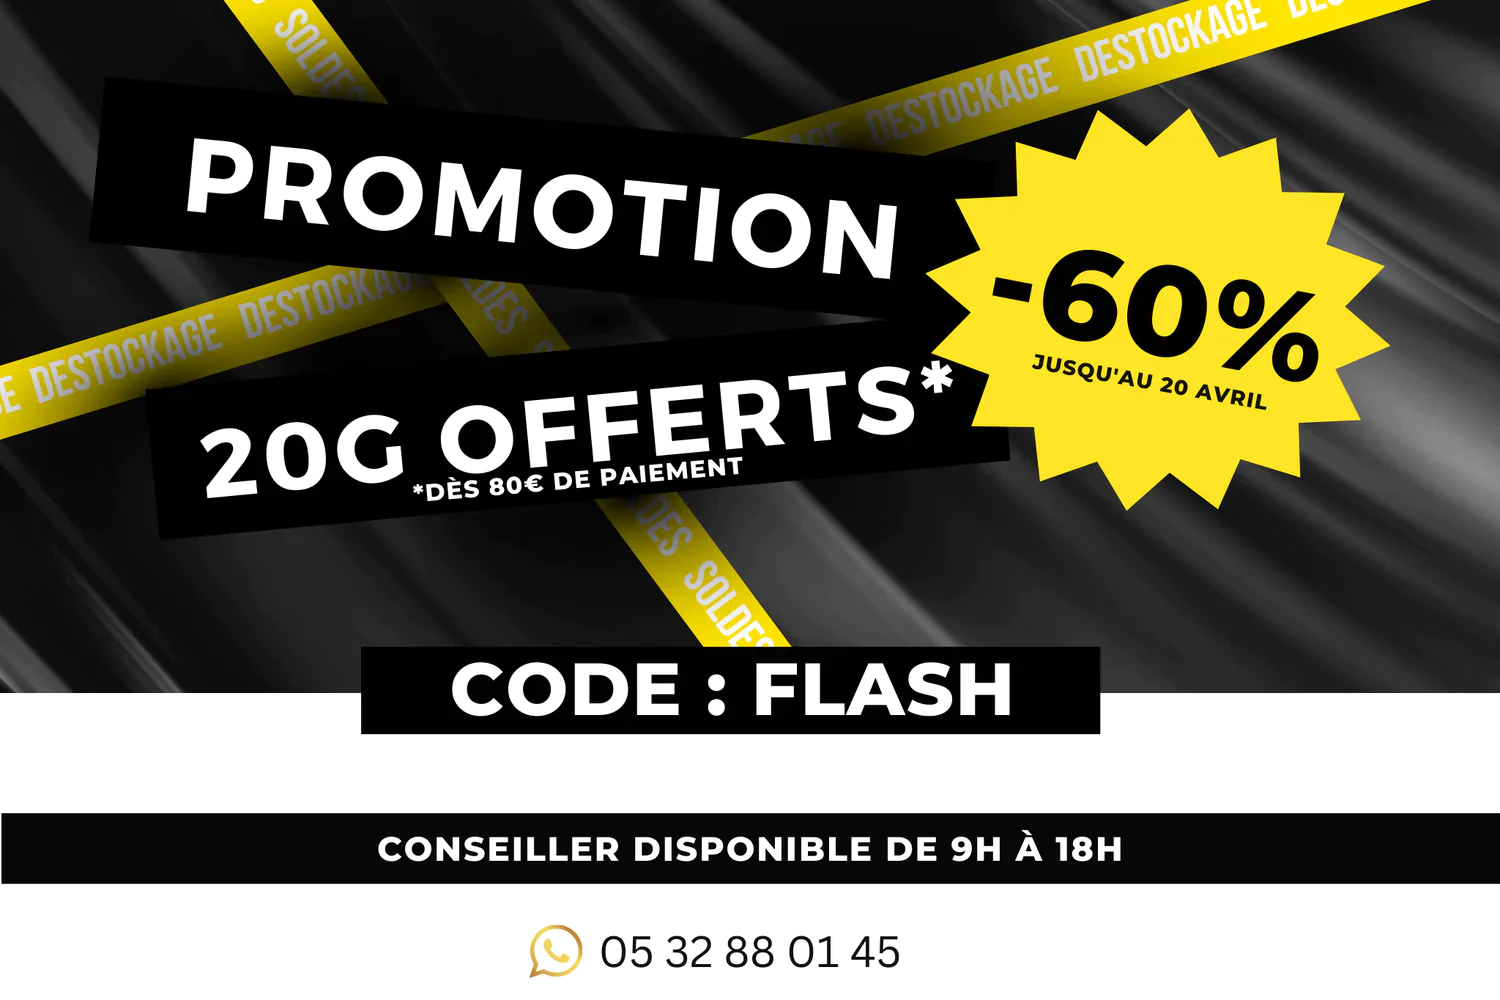 SOLDES
DESTOCKAGE DESTOCKAGE
PROMOTION
-60%
JUSQU'AU 20 AVRIL
DESTOCKAGE DESTOCKAGE
20G OFFERTS*
*DÈS 80€ DE PAIEMENT
SOLDES
CODE : FLASH
CONSEILLER DISPONIBLE DE 9H À 18H
05 32 88 01 45